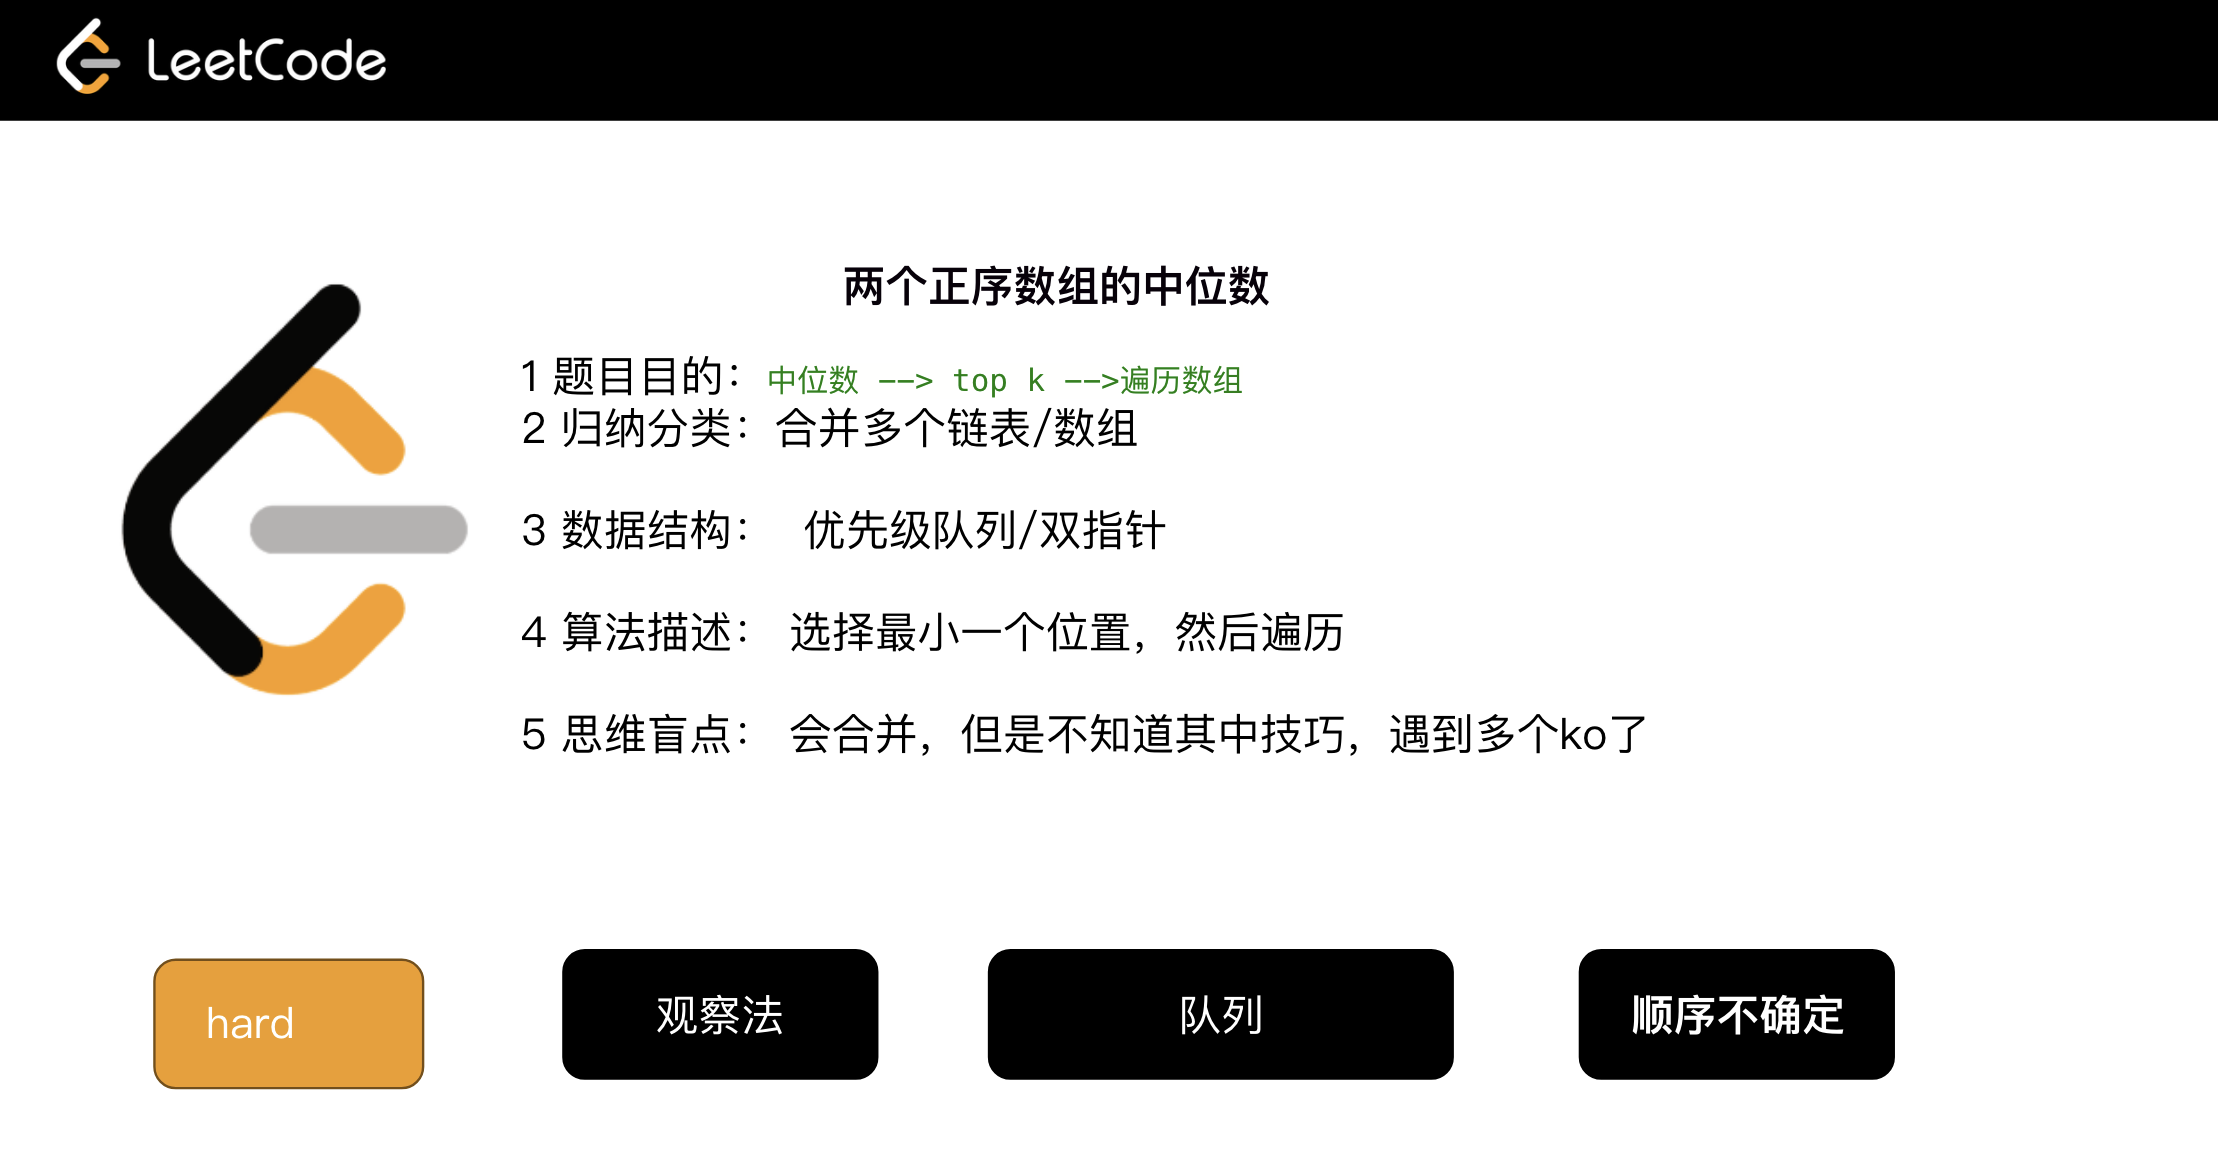 LeetCode
两个正序数组的中位数
1 题目目的：中位数 --> top k -->遍历数组
2 归纳分类：合并多个链表/数组
3 数据结构： 优先级队列/双指针
4 算法描述： 选择最小一个位置，然后遍历
5 思维盲点： 会合并，但是不知道其中技巧，遇到多个ko了
hard
观察法
队列
顺序不确定